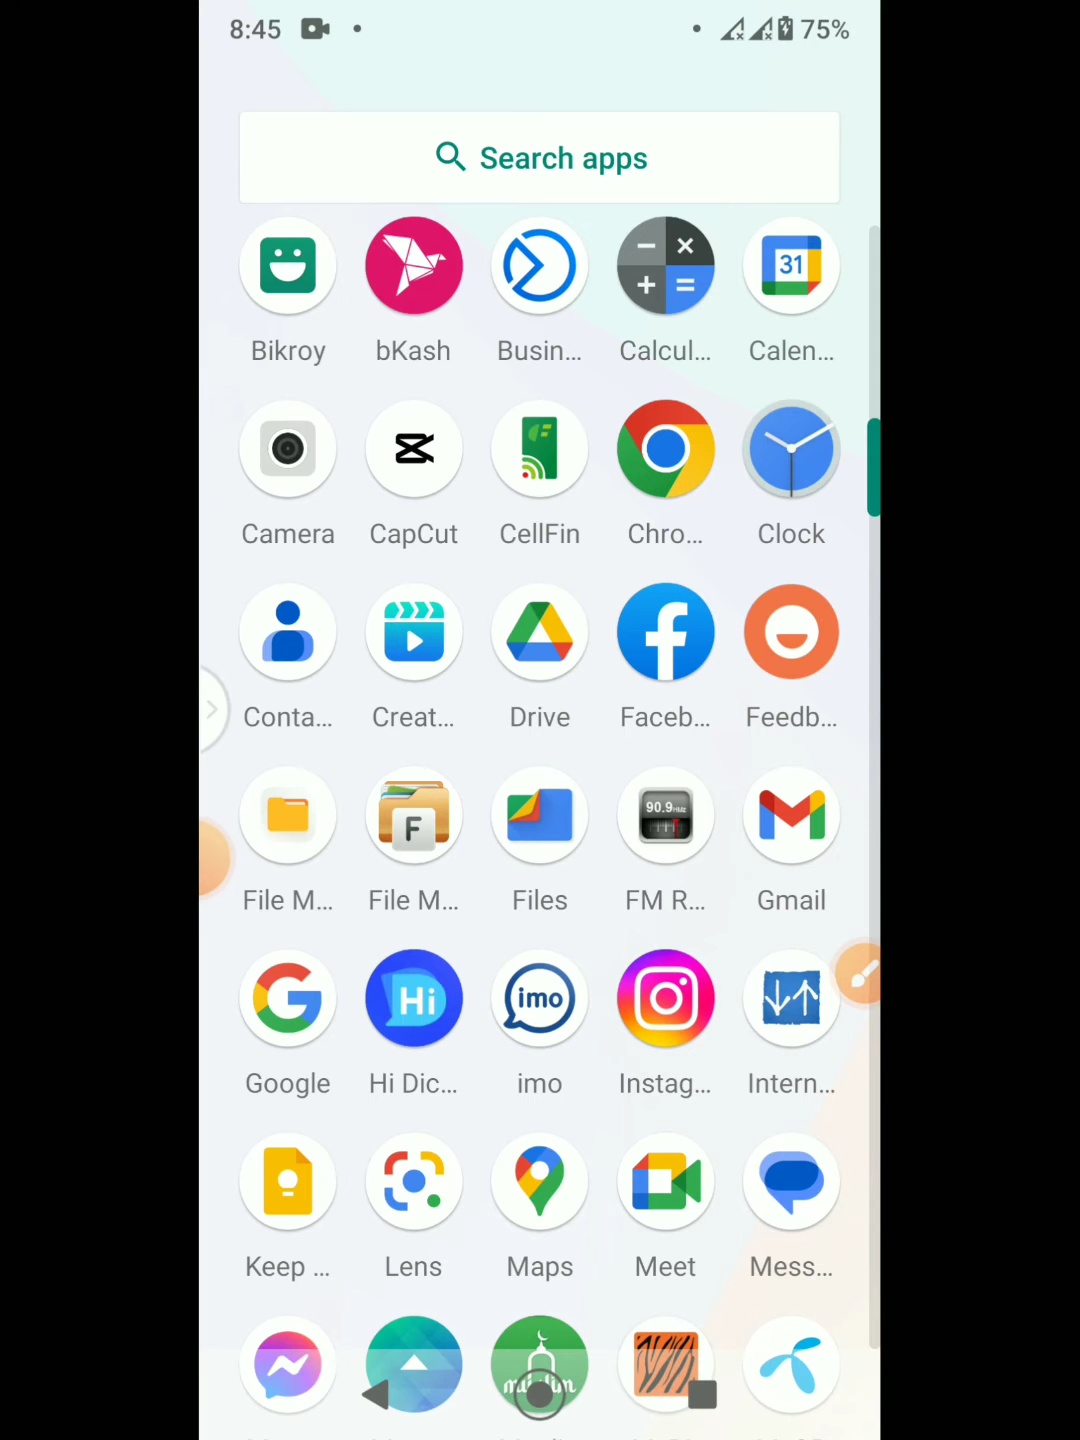 8:45 75%
Search apps
31
Bikroy bKash Busin... Calcul... Calen...
Camera CapCut CellFin Chro... Clock
Conta... Creat... Drive Faceb... Feedb...
90.9
F
File M... File M... Files FM R... Gmail
Hi imo
Google Hi Dic... imo Instag... Intern...
Keep ... Lens Maps Meet Mess...
muslim